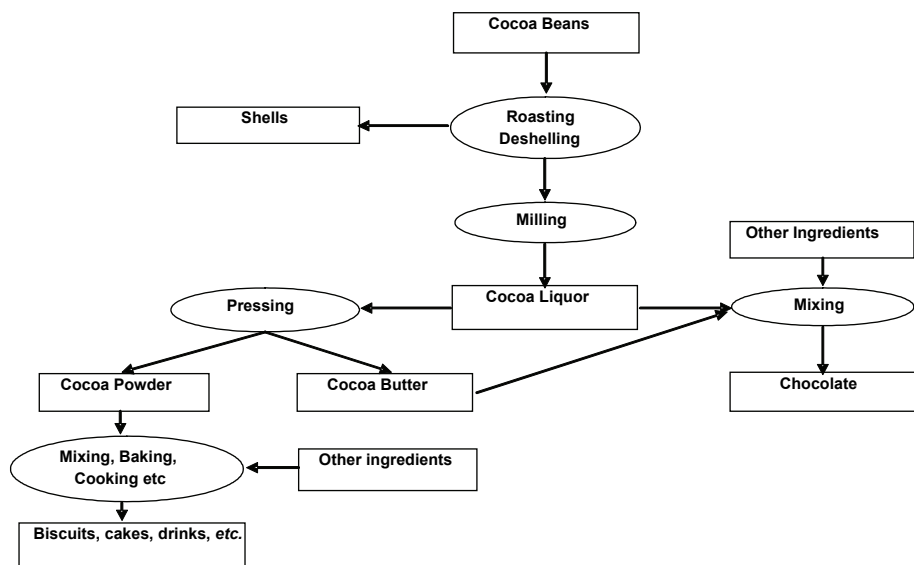 Cocoa Beans
Shells
Roasting
Deshelling
Milling
Other Ingredients
Cocoa Liquor
Pressing
Mixing
Cocoa Powder
Cocoa Butter
Chocolate
Mixing, Baking,
Cooking etc
Other ingredients
Biscuits, cakes, drinks, etc.